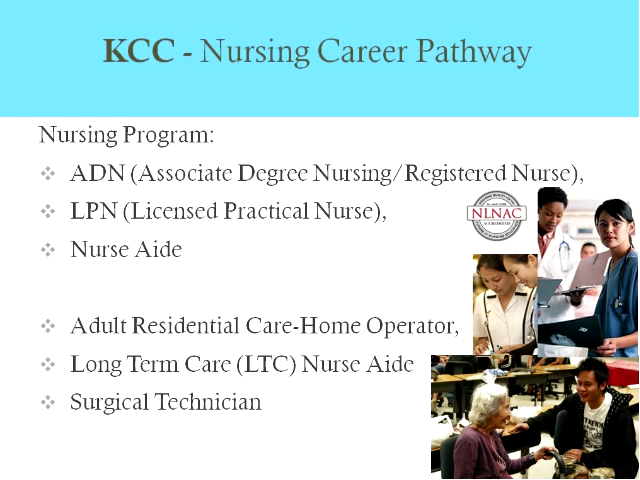 KCC - Nursing Career Pathway
Nursing Program:
ADN (Associate Degree Nursing/Registered Nurse),
LPN (Licensed Practical Nurse),
NLNAC
Nurse Aide
Adult Residential Care-Home Operator,
Long Term Care (LTC) Nurse Aide
Surgical Technician